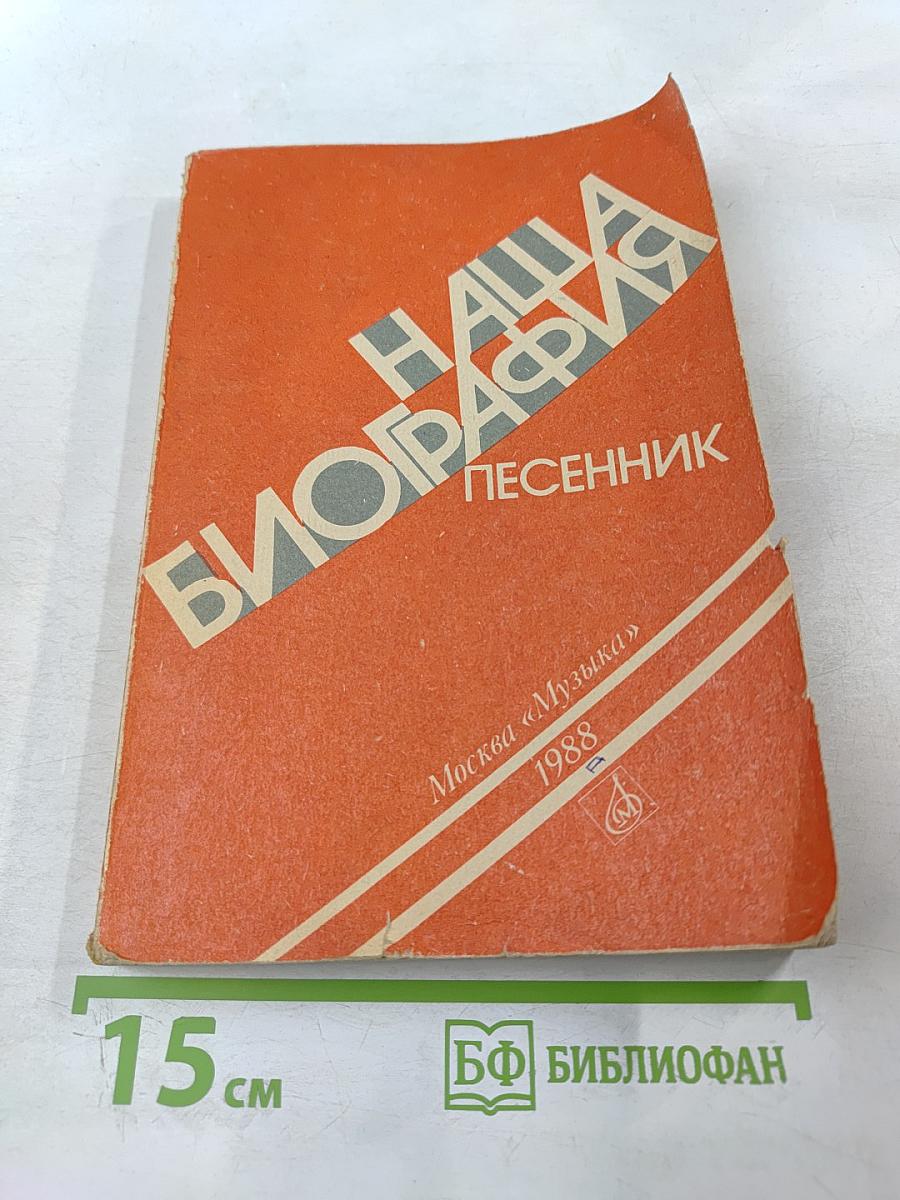 НАША
БИОГРАФИЯ
ПЕСЕННИК
Москва «Музыка»
1988
М
15 см
БФ БИБЛИОФАН